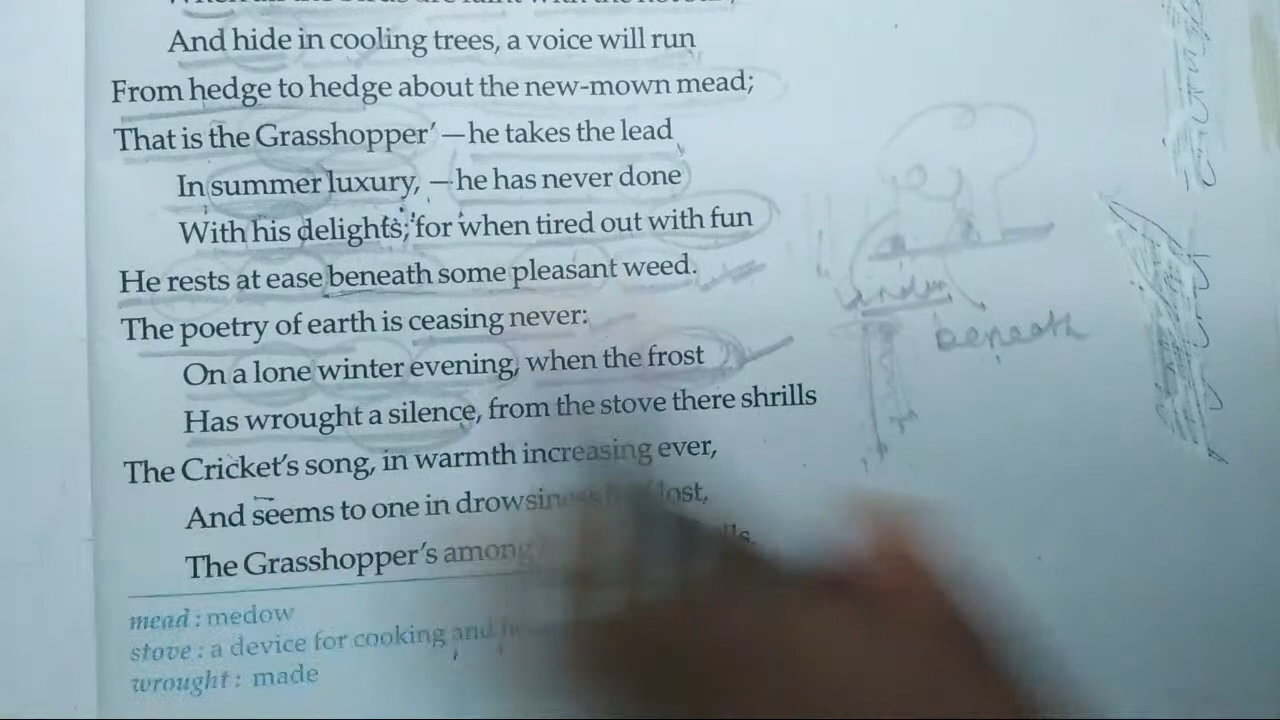 And hide in cooling trees, a voice will run
From hedge to hedge about the new-mown mead;
That is the Grasshopper' —he takes the lead
In summer luxury, —he has never done
With his delights; for when tired out with fun
He rests at ease beneath some pleasant weed.
The poetry of earth is ceasing never:
On a lone winter evening, when the frost
Has wrought a silence, from the stove there shrills
The Cricket's song, in warmth increasing ever,
And seems to one in drowsiness lost,
The Grasshopper's among
mead : medow
stove : a device for cooking and
wrought : made
under
beneath